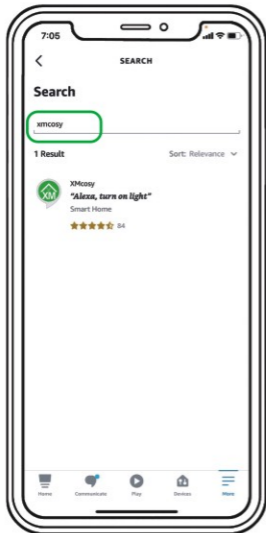 7:05
SEARCH
Search
xmcosy
1 Result Sort: Relevance
XM
XMcosy
"Alexa, turn on light"
Smart Home
84
Home Communicate Play Devices More